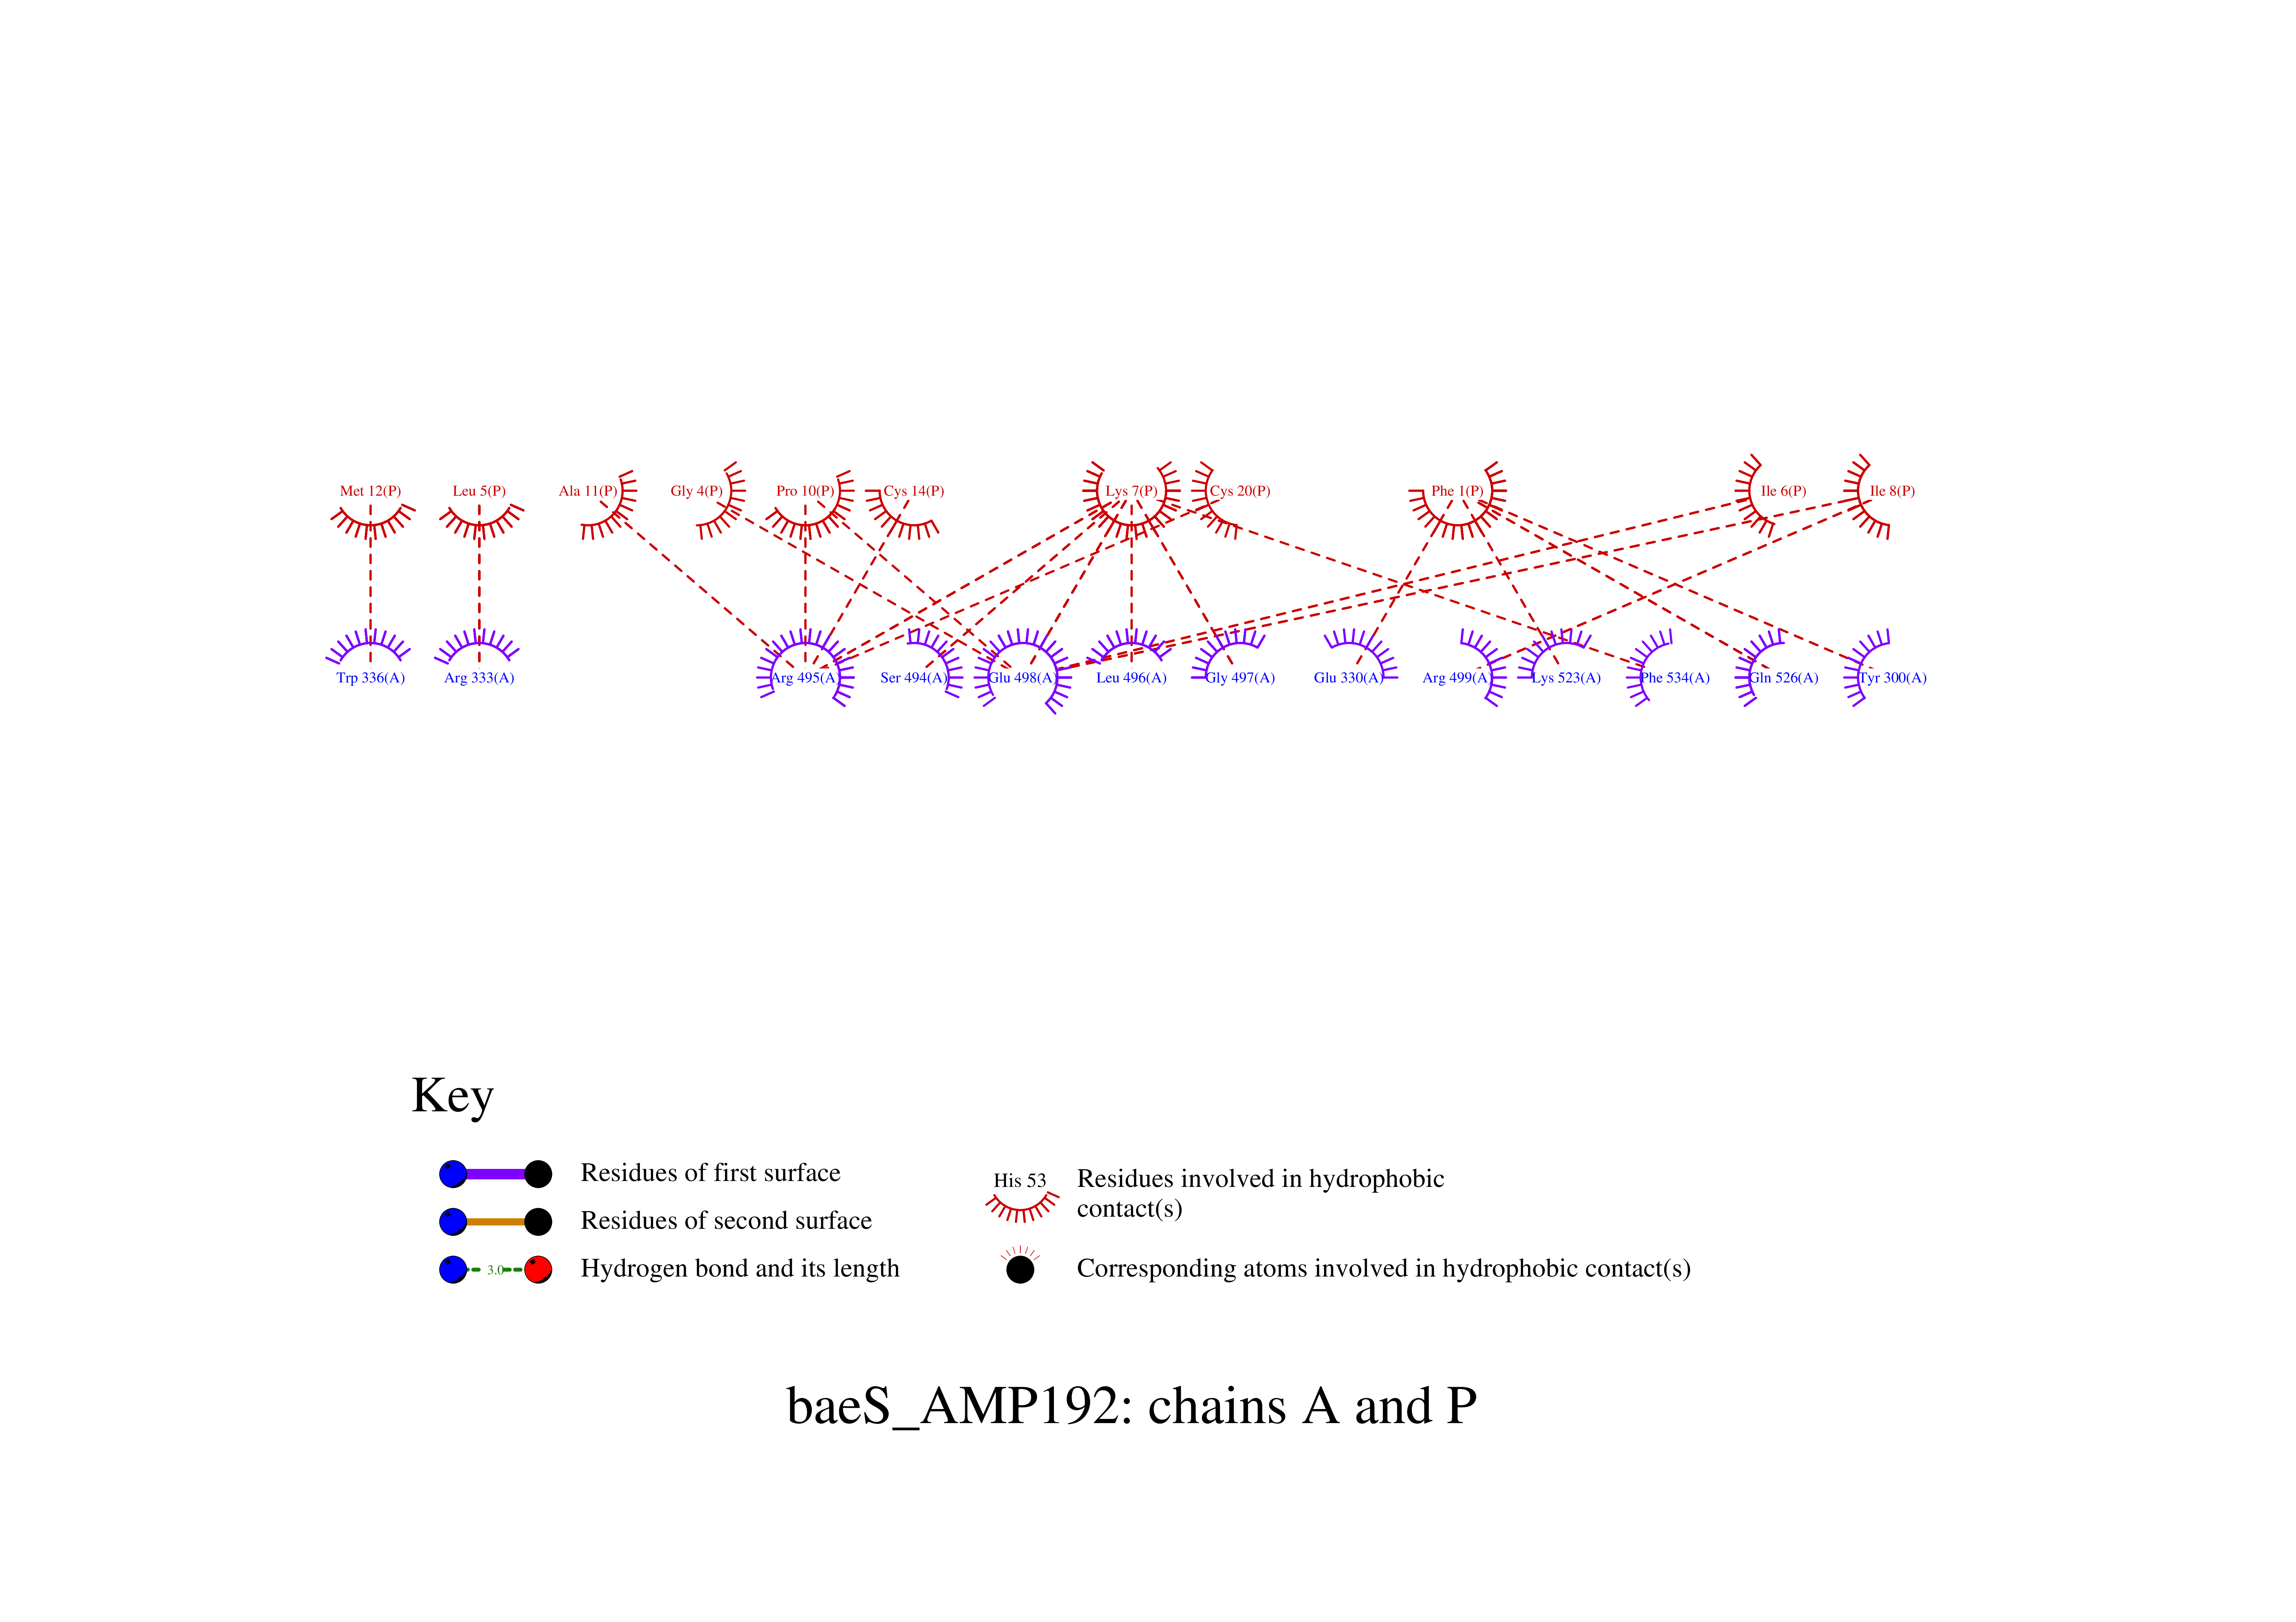 Met 12(P) Leu 5(P) Ala 11(P) Gly 4(P) Pro 10(P) Cys 14(P) Lys 7(P) Cys 20(P) Phe 1(P) Ile 6(P) Ile 8(P)
Trp 336(A) Arg 333(A) Arg 495(A) Ser 494(A) Glu 498(A) Leu 496(A) Gly 497(A) Glu 330(A) Arg 499(A) Lys 523(A) Phe 534(A) Gln 526(A) Tyr 300(A)
Key
Residues of first surface
Residues of second surface
3.0 Hydrogen bond and its length
His 53 Residues involved in hydrophobic
contact(s)
Corresponding atoms involved in hydrophobic contact(s)
baeS_AMP192: chains A and P